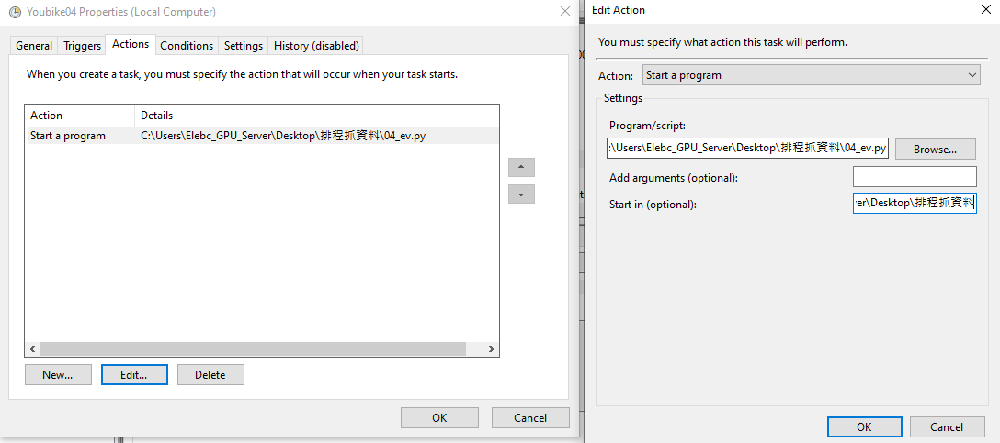 Youbike04 Properties (Local Computer)
General Triggers Actions Conditions Settings History (disabled)
When you create a task, you must specify the action that will occur when your task starts.
Action Details
Start a program C:\Users\Elebc_GPU_Server\Desktop\排程抓資料\04_ev.py
New... Edit... Delete
OK Cancel
Edit Action
You must specify what action this task will perform.
Action: Start a program
Settings
Program/script:
:\Users\Elebc_GPU_Server\Desktop\排程抓資料\04_ev.py Browse...
Add arguments (optional):
Start in (optional): er\Desktop\排程抓資料
OK Cancel